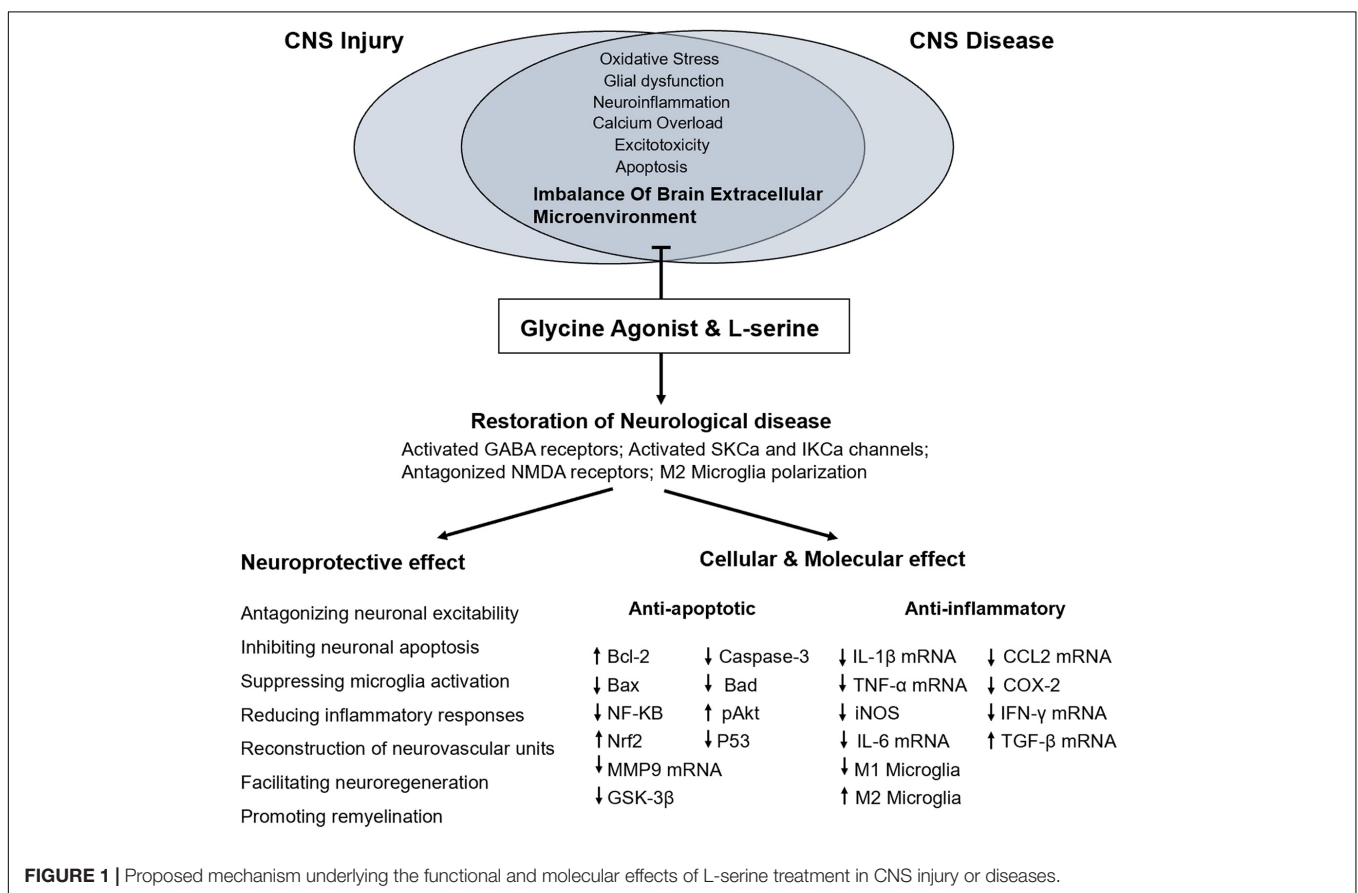 CNS Injury
CNS Disease
Oxidative Stress
Glial dysfunction
Neuroinflammation
Calcium Overload
Excitotoxicity
Apoptosis
Imbalance Of Brain Extracellular
Microenvironment
Glycine Agonist & L-serine
Restoration of Neurological disease
Activated GABA receptors; Activated SKCa and IKCa channels;
Antagonized NMDA receptors; M2 Microglia polarization
Neuroprotective effect
Antagonizing neuronal excitability
Inhibiting neuronal apoptosis
Suppressing microglia activation
Reducing inflammatory responses
Reconstruction of neurovascular units
Facilitating neuroregeneration
Promoting remyelination
Cellular & Molecular effect
Anti-apoptotic
↑ Bcl-2 ↓ Caspase-3
↓ Bax ↓ Bad
↓ NF-KB ↑ pAkt
↑ Nrf2 ↓ P53
↓ MMP9 mRNA
↓ GSK-3β
Anti-inflammatory
↓ IL-1β mRNA ↓ CCL2 mRNA
↓ TNF-α mRNA ↓ COX-2
↓ iNOS ↓ IFN-γ mRNA
↓ IL-6 mRNA ↑ TGF-β mRNA
↓ M1 Microglia
↑ M2 Microglia
FIGURE 1 | Proposed mechanism underlying the functional and molecular effects of L-serine treatment in CNS injury or diseases.